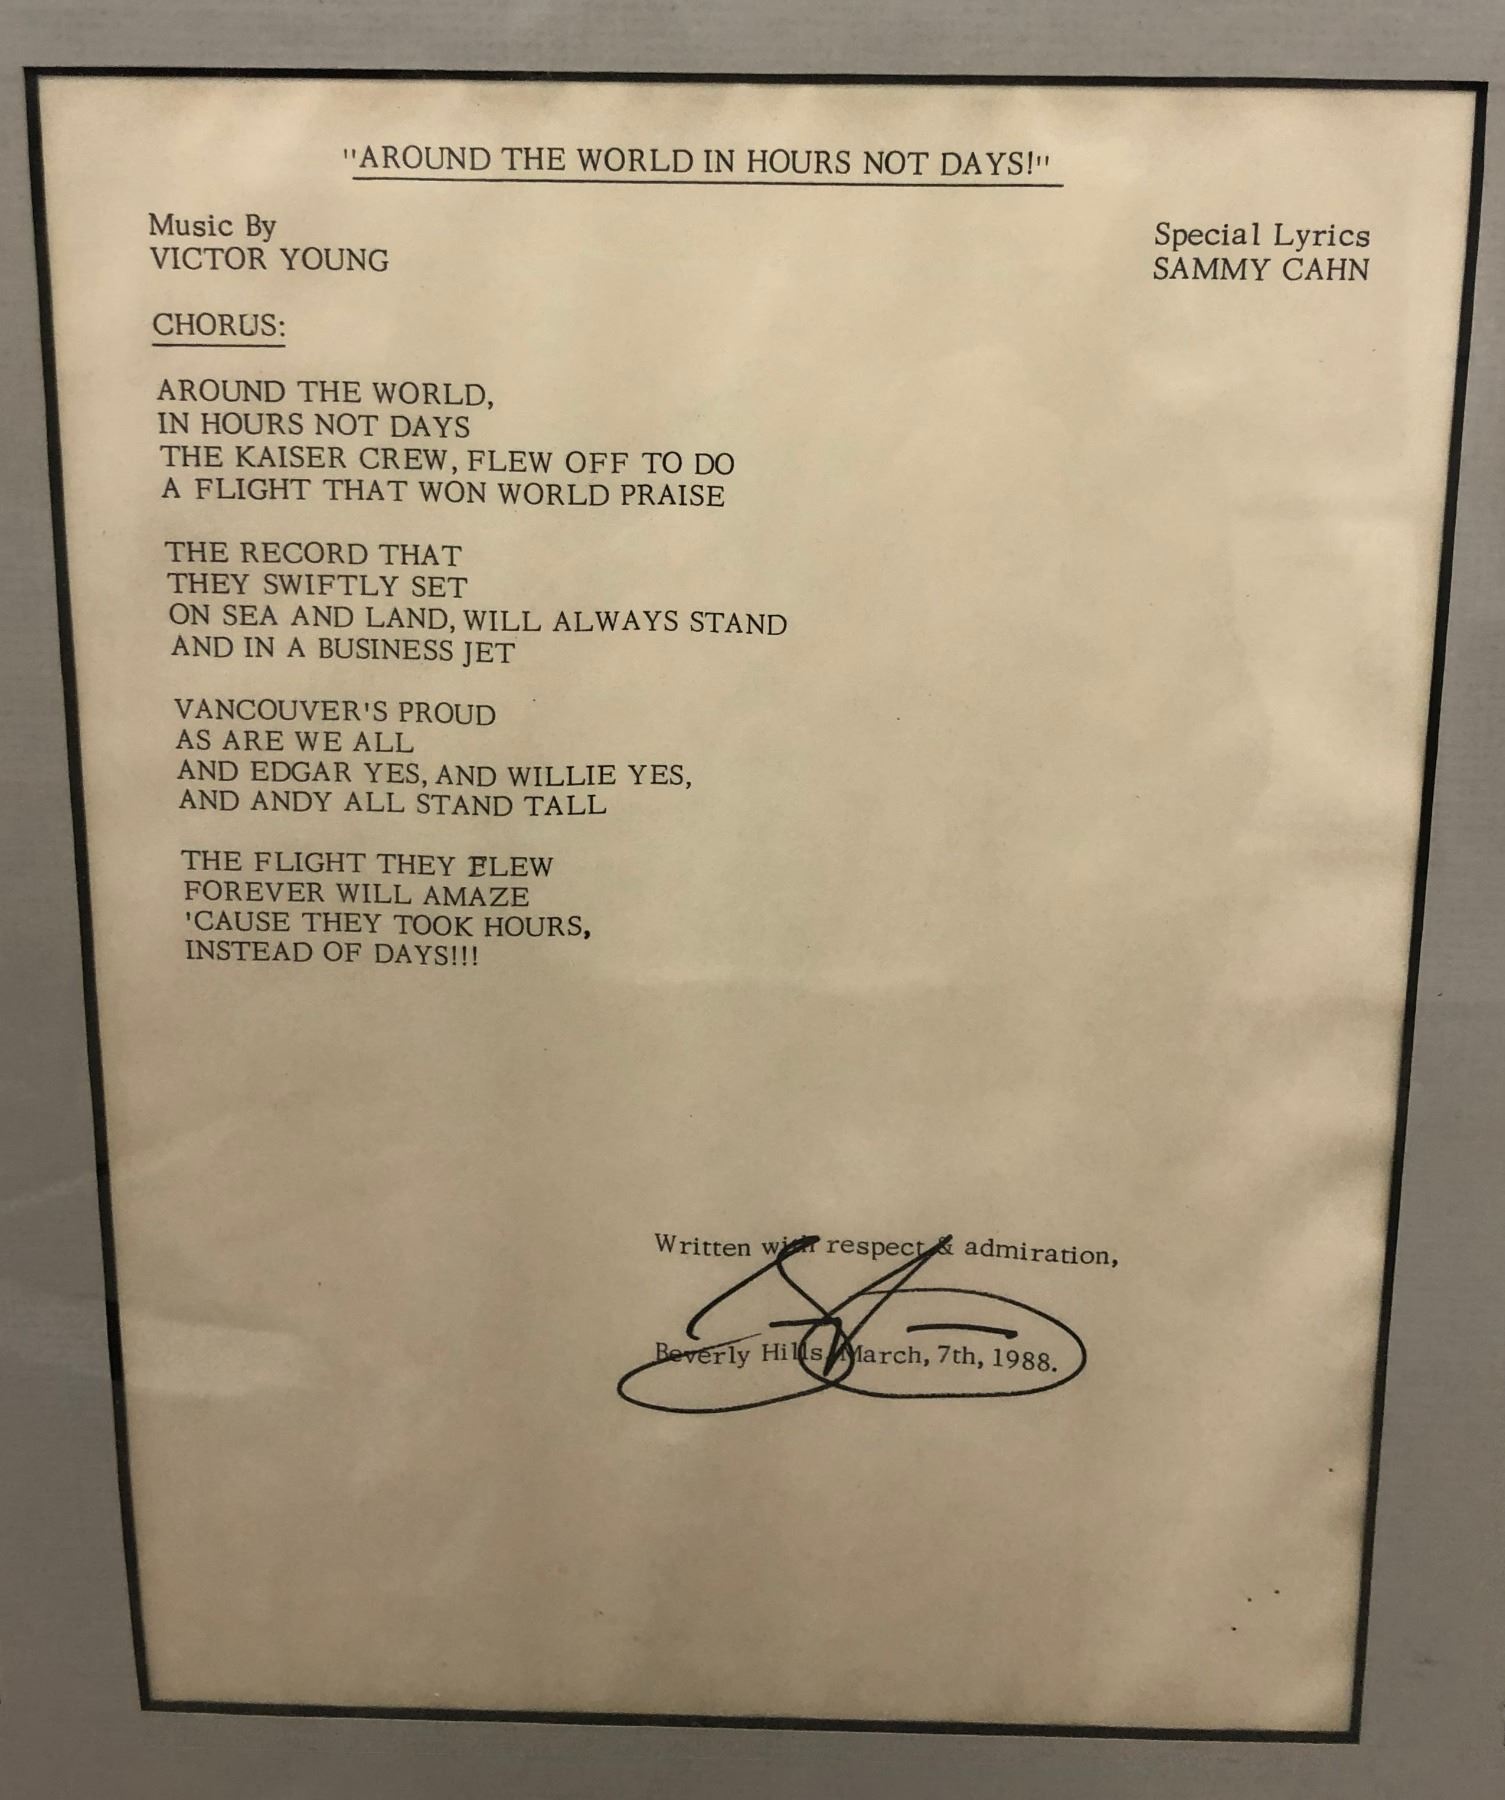 "AROUND THE WORLD IN HOURS NOT DAYS!"
Music By
VICTOR YOUNG
Special Lyrics
SAMMY CAHN
CHORUS:
AROUND THE WORLD,
IN HOURS NOT DAYS
THE KAISER CREW, FLEW OFF TO DO
A FLIGHT THAT WON WORLD PRAISE
THE RECORD THAT
THEY SWIFTLY SET
ON SEA AND LAND, WILL ALWAYS STAND
AND IN A BUSINESS JET
VANCOUVER'S PROUD
AS ARE WE ALL
AND EDGAR YES, AND WILLIE YES,
AND ANDY ALL STAND TALL
THE FLIGHT THEY FLEW
FOREVER WILL AMAZE
'CAUSE THEY TOOK HOURS,
INSTEAD OF DAYS!!!
Written with respect & admiration,
Beverly Hills, March, 7th, 1988.